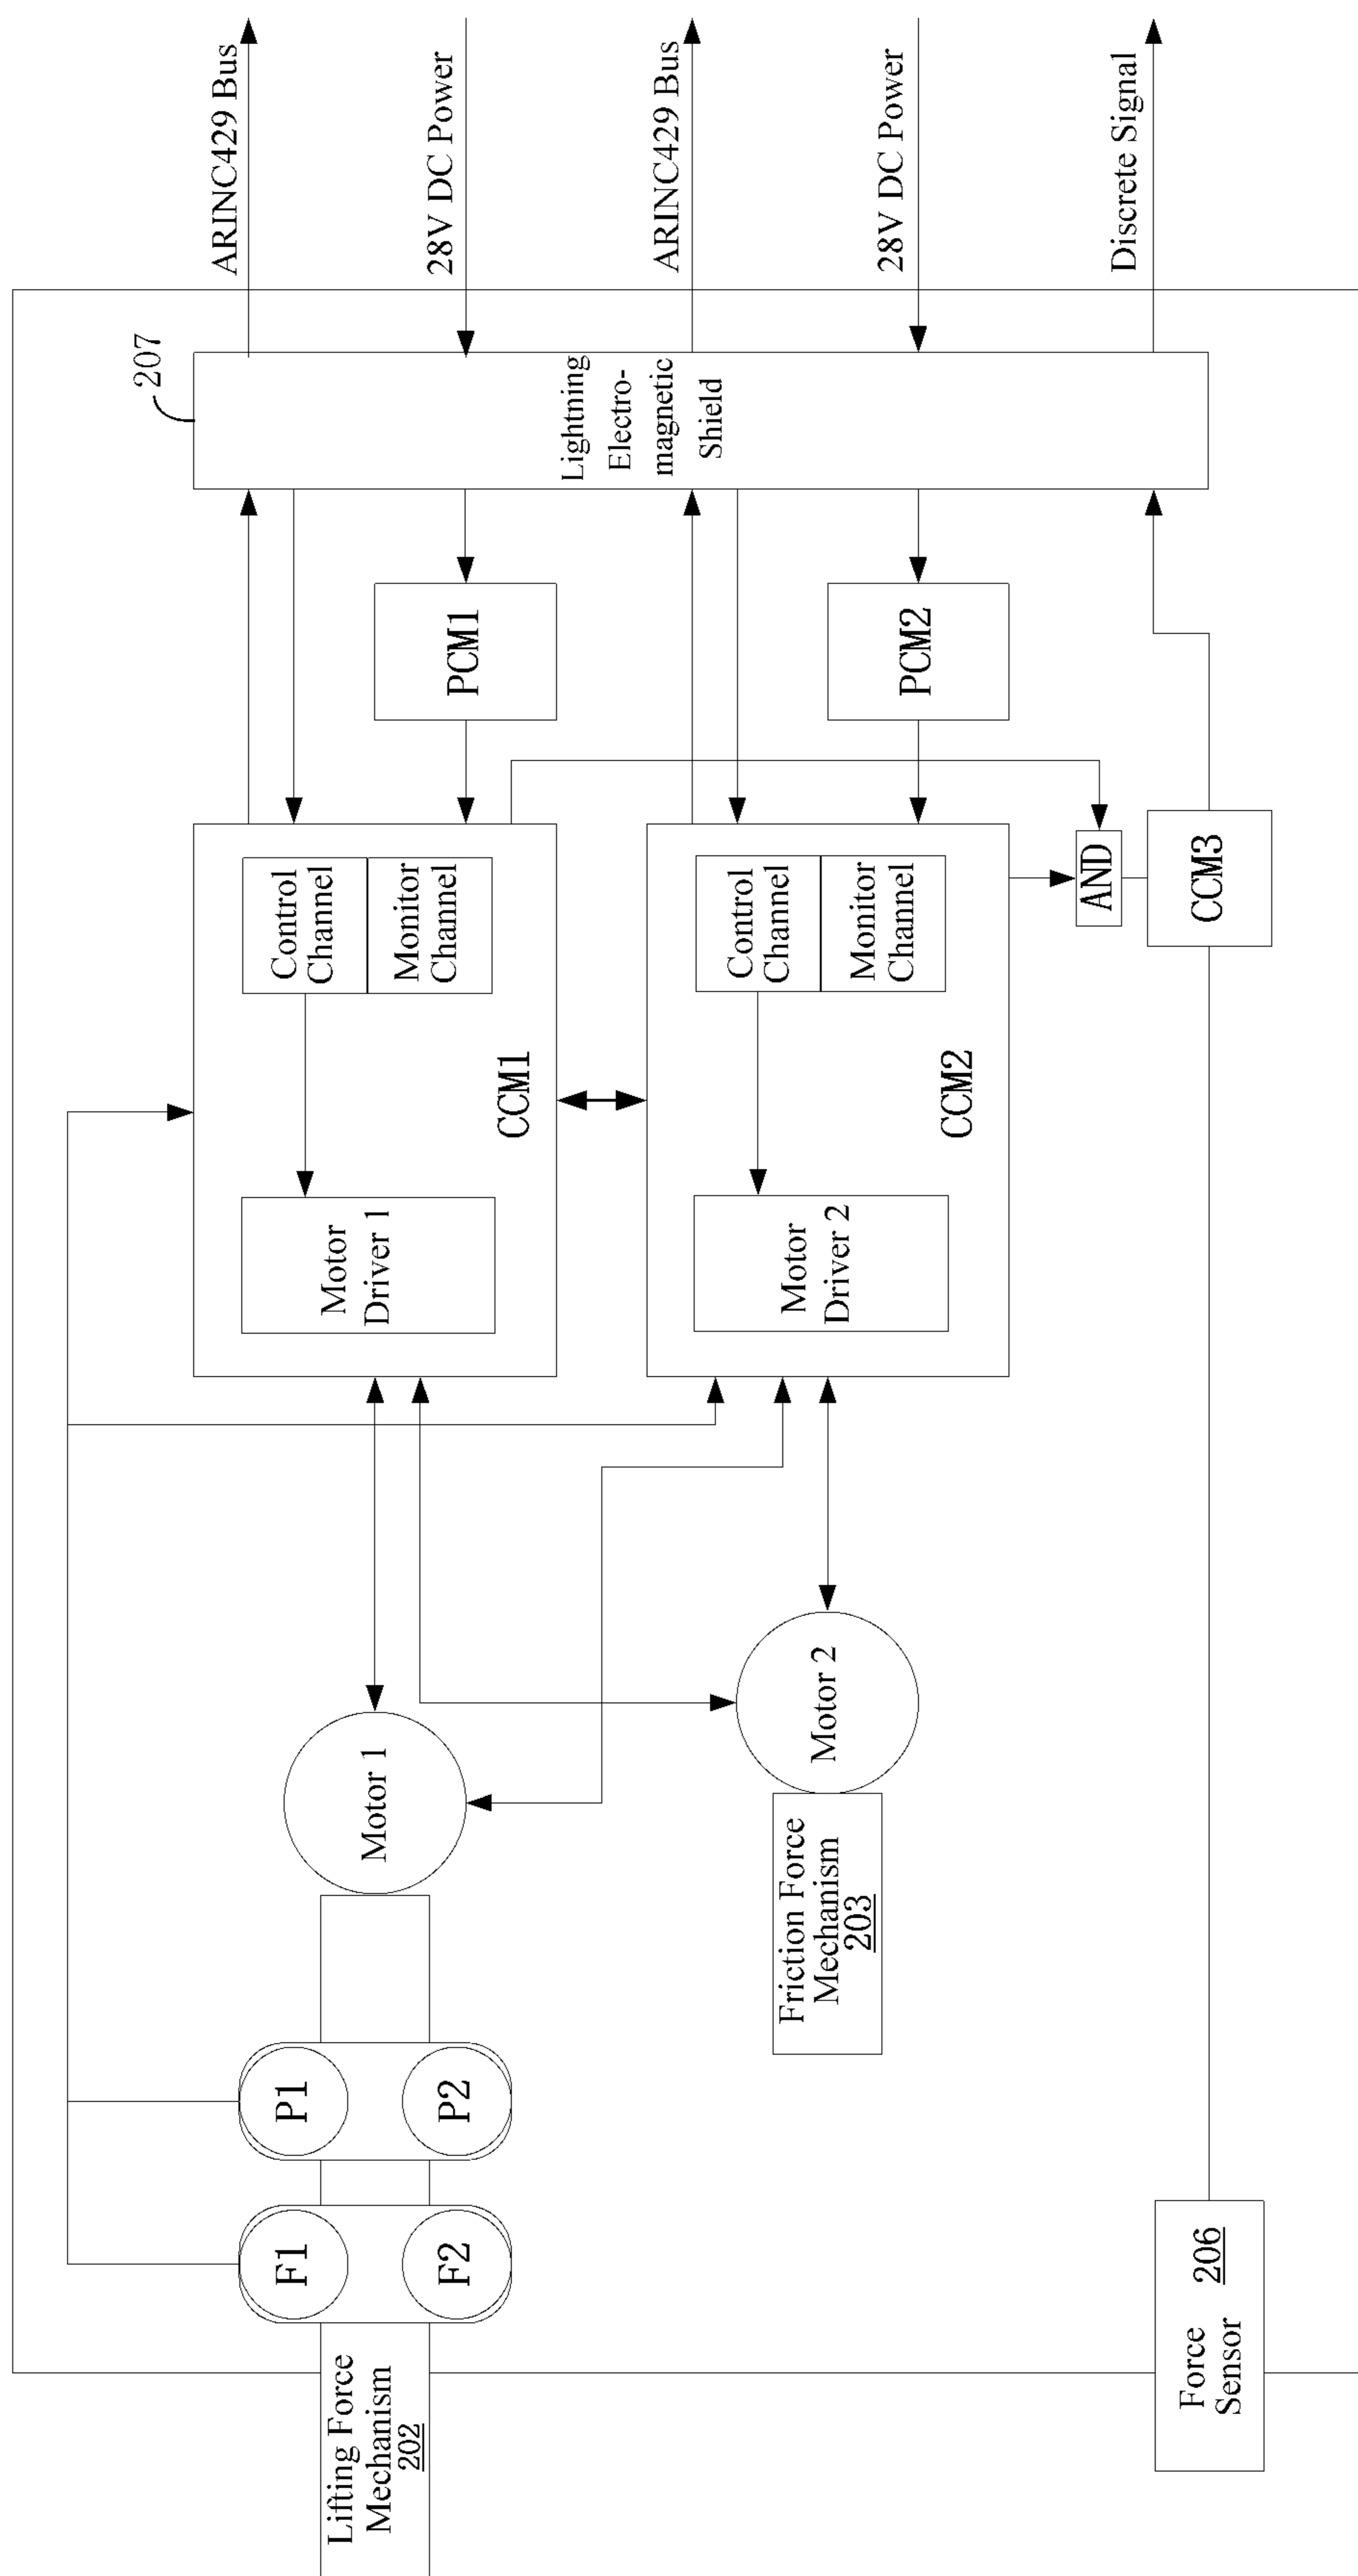 Lifting Force
Mechanism
202
F1
F2
P1
P2
Motor 1
Friction Force
Mechanism
203
Motor 2
Motor
Driver 1
Control
Channel
Monitor
Channel
CCM1
Motor
Driver 2
Control
Channel
Monitor
Channel
CCM2
PCM1
PCM2
AND
CCM3
Force
Sensor
206
207
Lightning
Electro-
magnetic
Shield
ARINC429 Bus
28V DC Power
ARINC429 Bus
28V DC Power
Discrete Signal